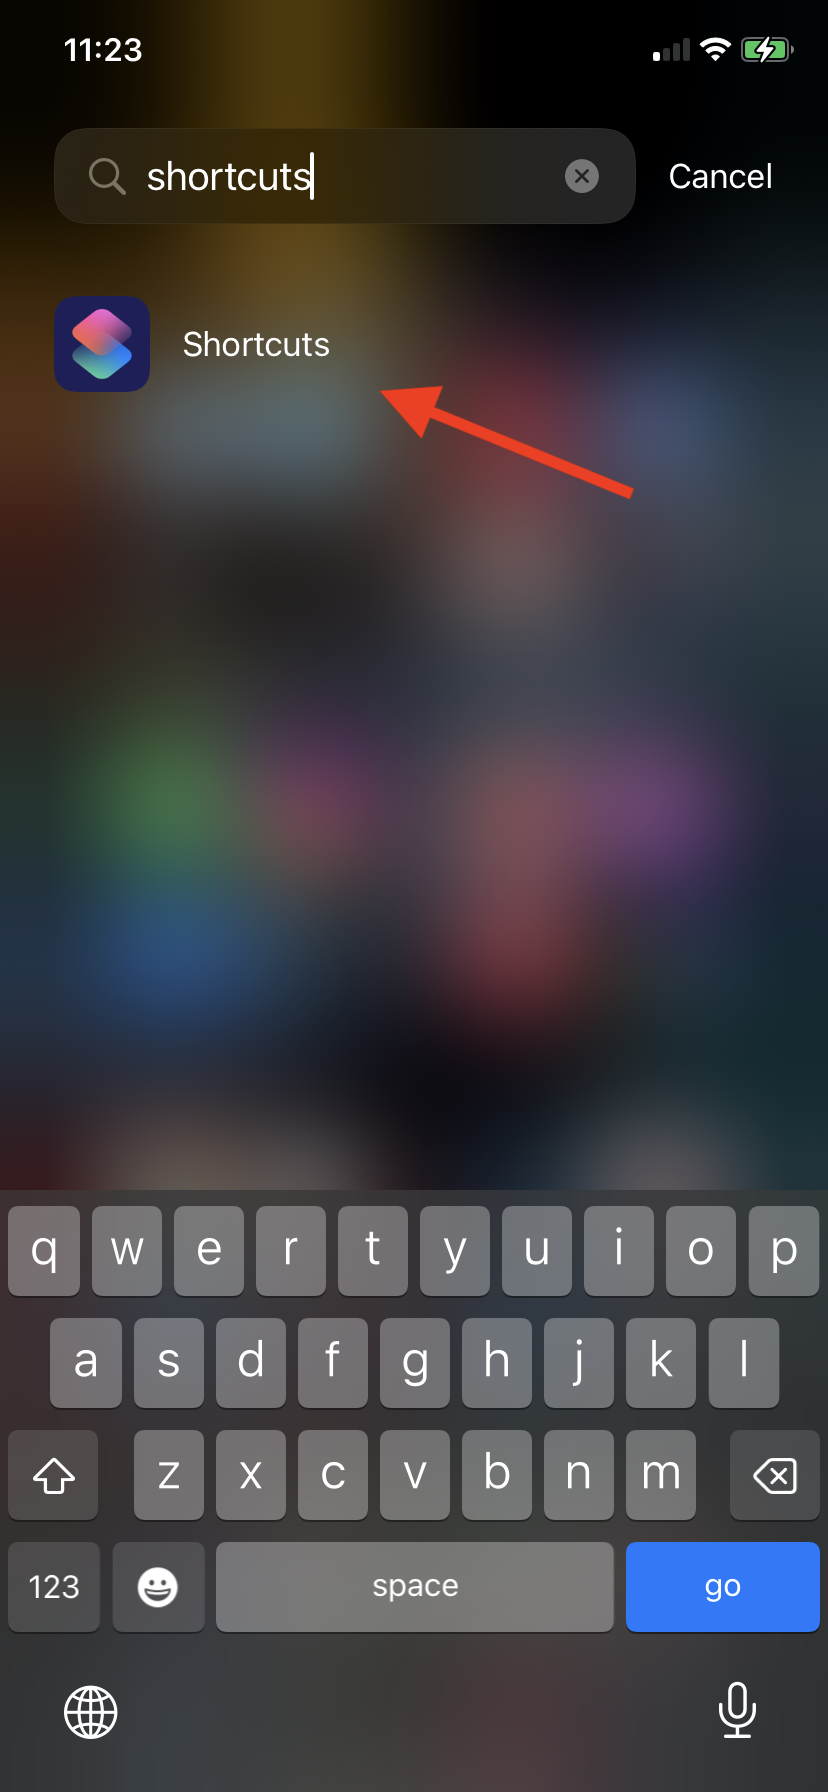 11:23
shortcuts Cancel
Shortcuts
q w e r t y u i o p
a s d f g h j k l
z x c v b n m
123 space go